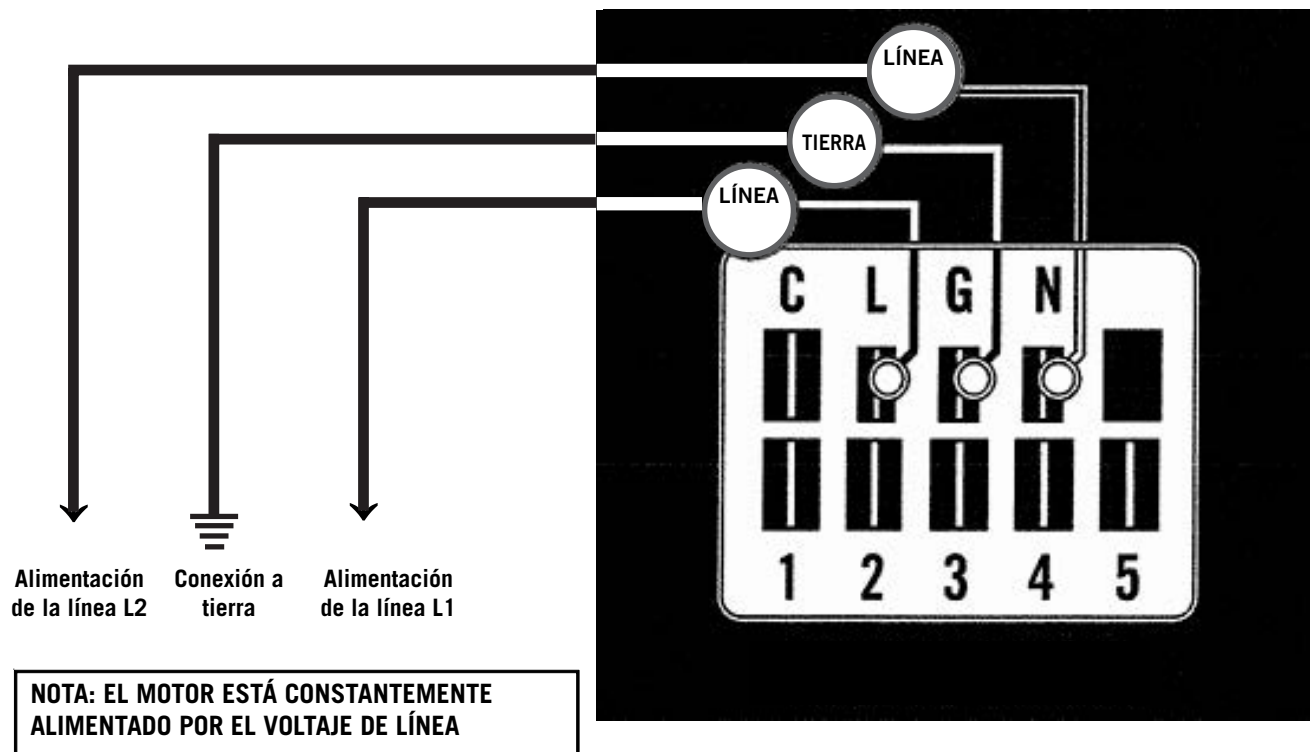 LÍNEA
TIERRA
LÍNEA
C L G N
1 2 3 4 5
Alimentación
de la línea L2
Conexión a
tierra
Alimentación
de la línea L1
NOTA: EL MOTOR ESTÁ CONSTANTEMENTE
ALIMENTADO POR EL VOLTAJE DE LÍNEA